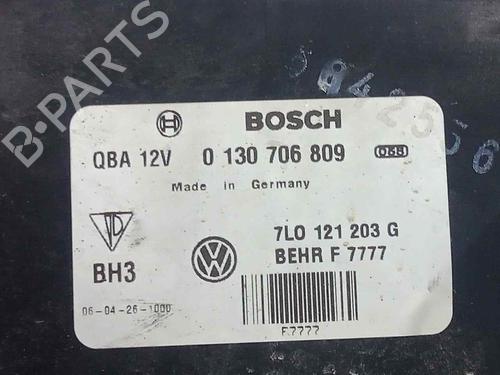 B-PARTS
3842556
BOSCH
QBA 12V 0 130 706 809
Made in Germany
7L0 121 203 G
BH3
BEHR F 7777
06-04-26-1000
F7777